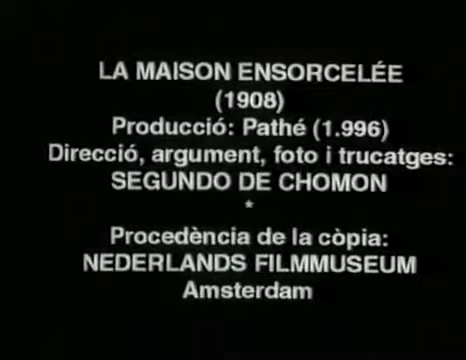 LA MAISON ENSORCELÉE
(1908)
Producció: Pathé (1.996)
Direcció, argument, foto i trucatges:
SEGUNDO DE CHOMON
*
Procedència de la còpia:
NEDERLANDS FILMMUSEUM
Amsterdam